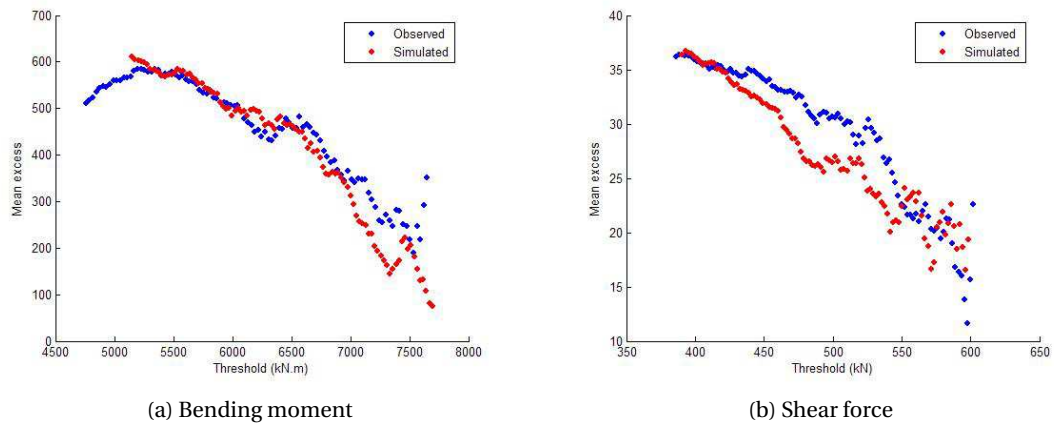 700
600
500
400
300
200
100
0
Mean excess
4500 5000 5500 6000 6500 7000 7500 8000
Threshold (kN.m)
Observed
Simulated
(a) Bending moment
40
35
30
25
20
15
10
Mean excess
350 400 450 500 550 600 650
Threshold (kN)
Observed
Simulated
(b) Shear force